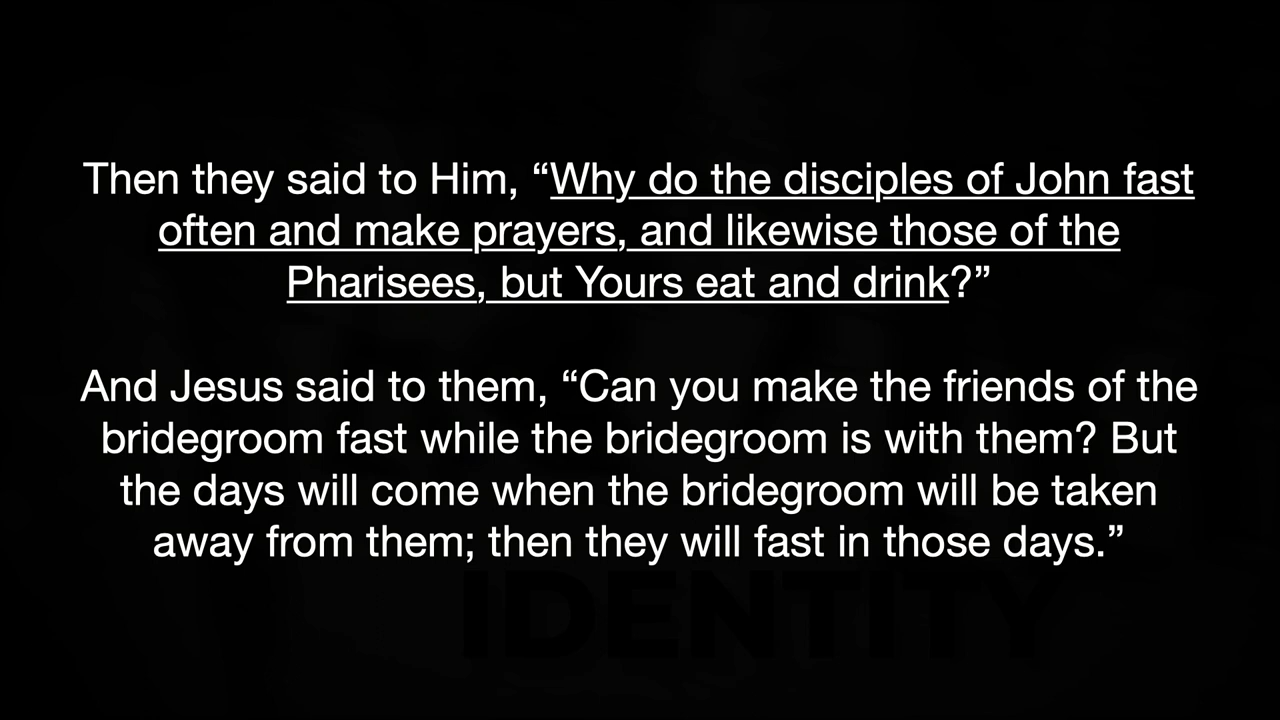 Then they said to Him, “Why do the disciples of John fast
often and make prayers, and likewise those of the
Pharisees, but Yours eat and drink?”
And Jesus said to them, “Can you make the friends of the
bridegroom fast while the bridegroom is with them? But
the days will come when the bridegroom will be taken
away from them; then they will fast in those days.”
IDENTITY